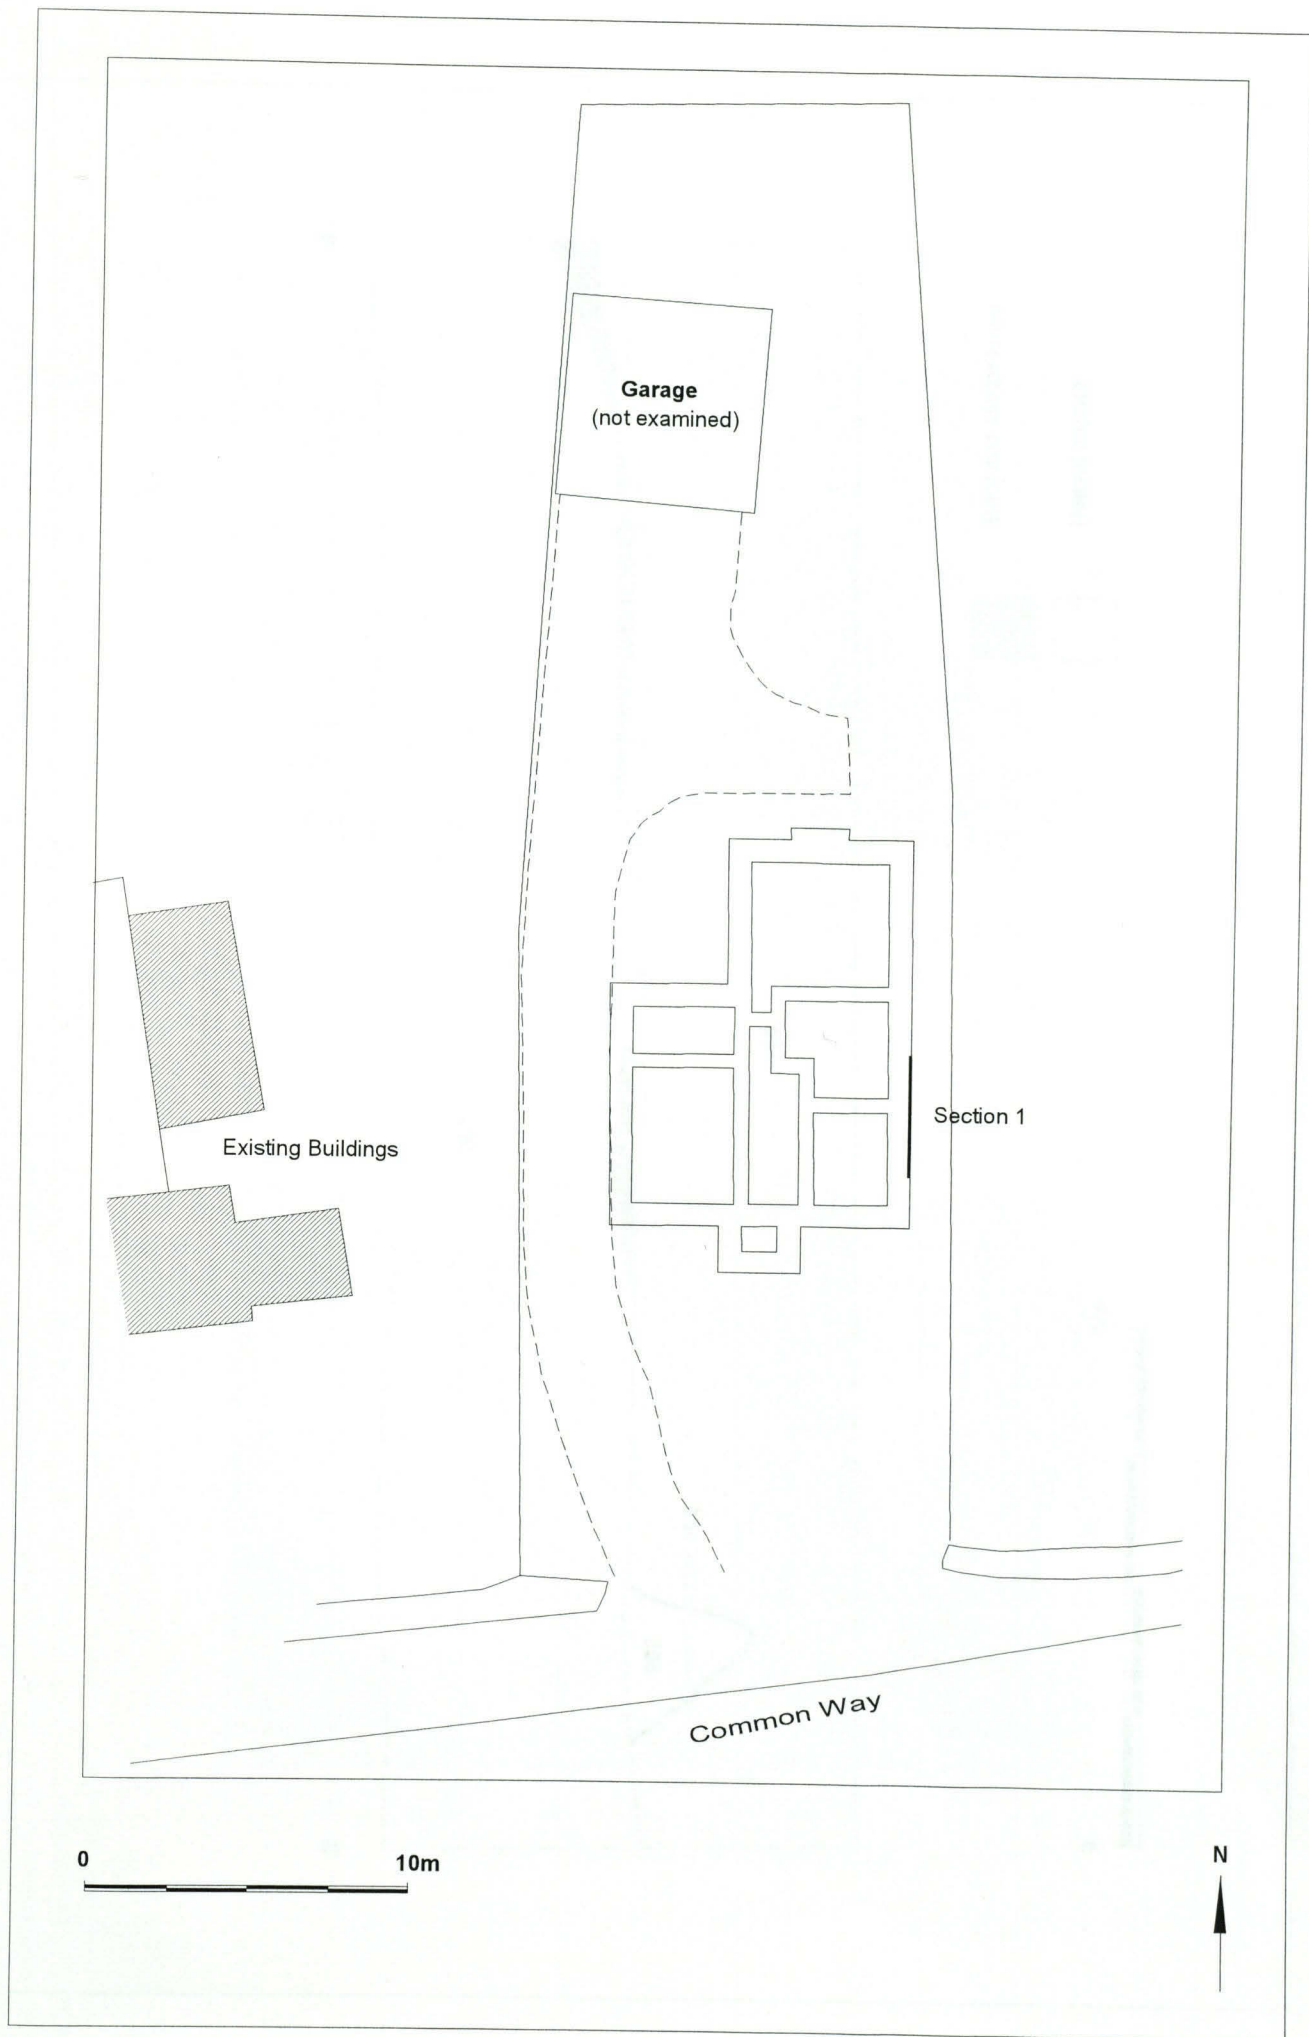 Garage
(not examined)
Section 1
Existing Buildings
Common Way
0 10m
N